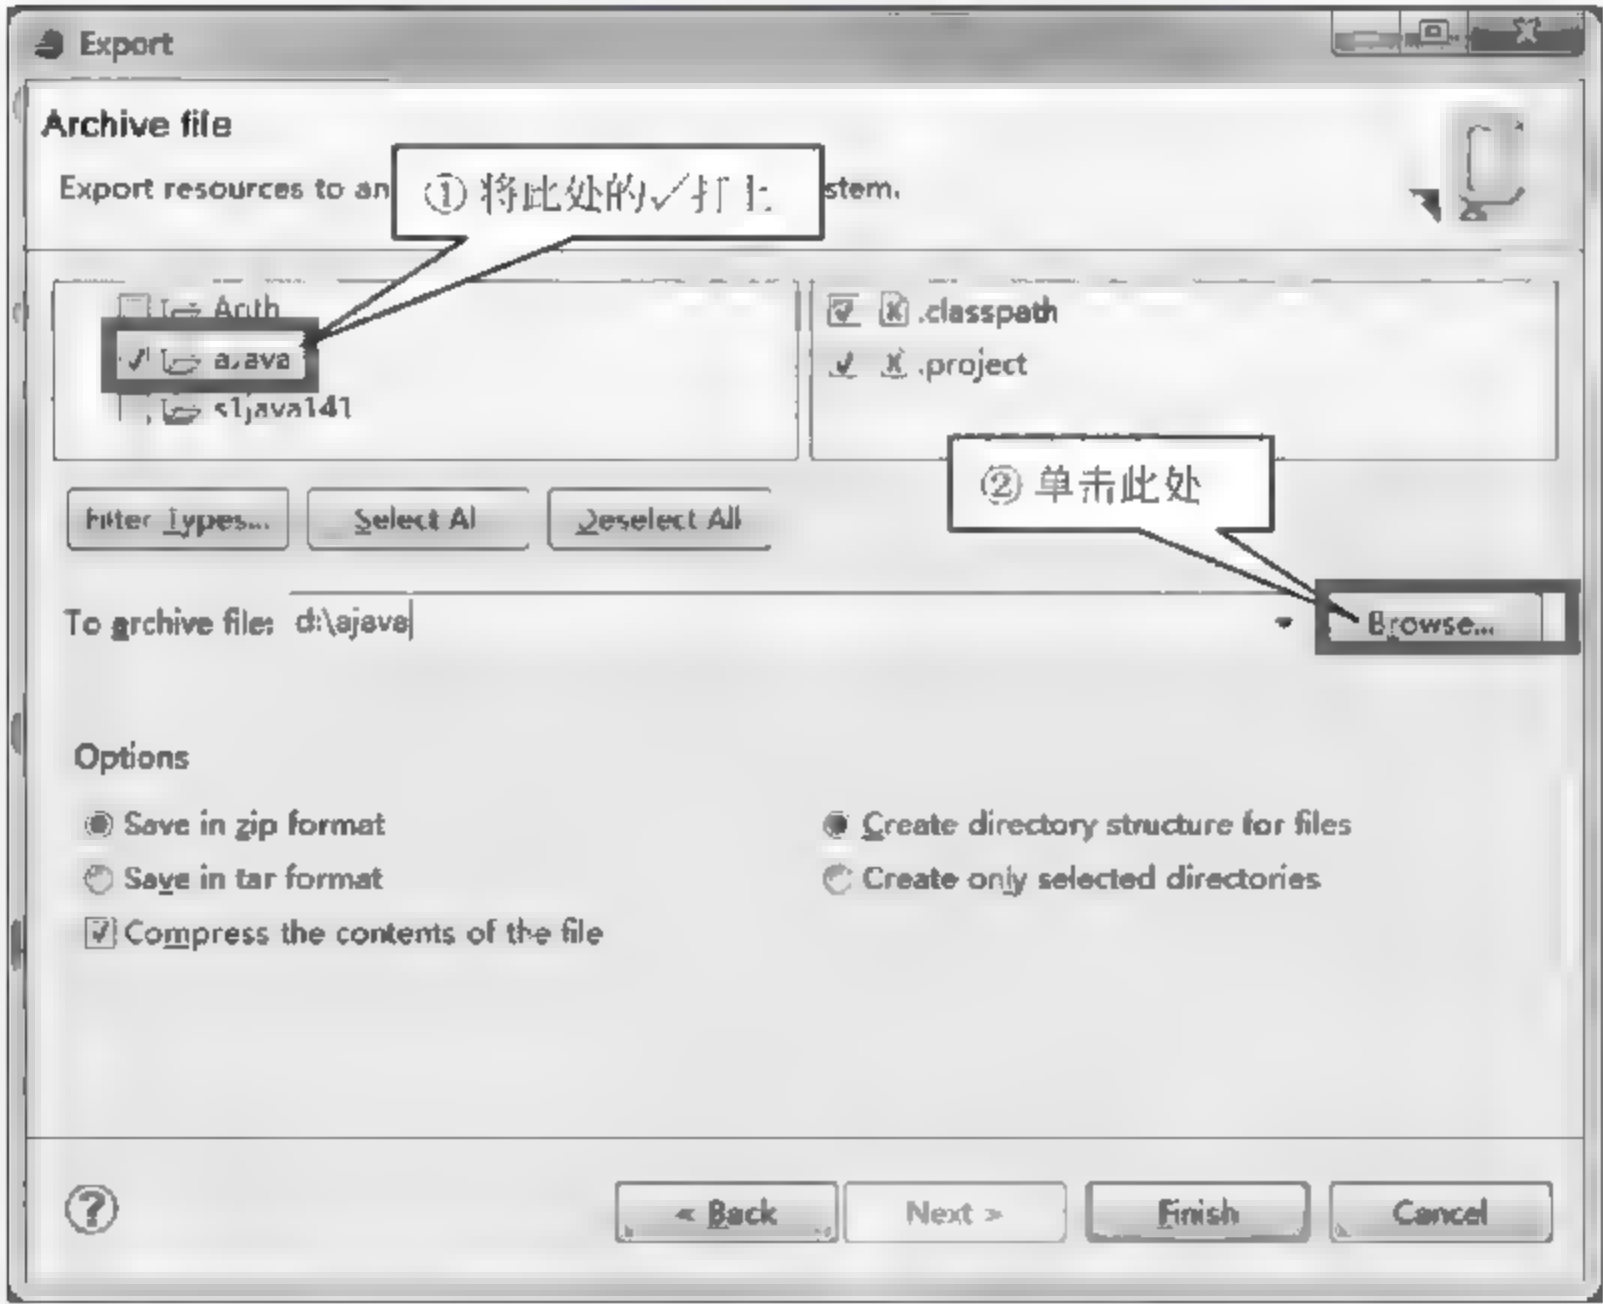 Export
Archive file
Export resources to an
stem.
① 将此处的✓打上
Arith
ajava
s1java141
.classpath
.project
② 单击此处
Filter Types...
Select Al
Deselect All
To archive file: d:\ajava
Browse...
Options
Save in zip format
Create directory structure for files
Save in tar format
Create only selected directories
Compress the contents of the file
?
< Back
Next >
Finish
Cancel